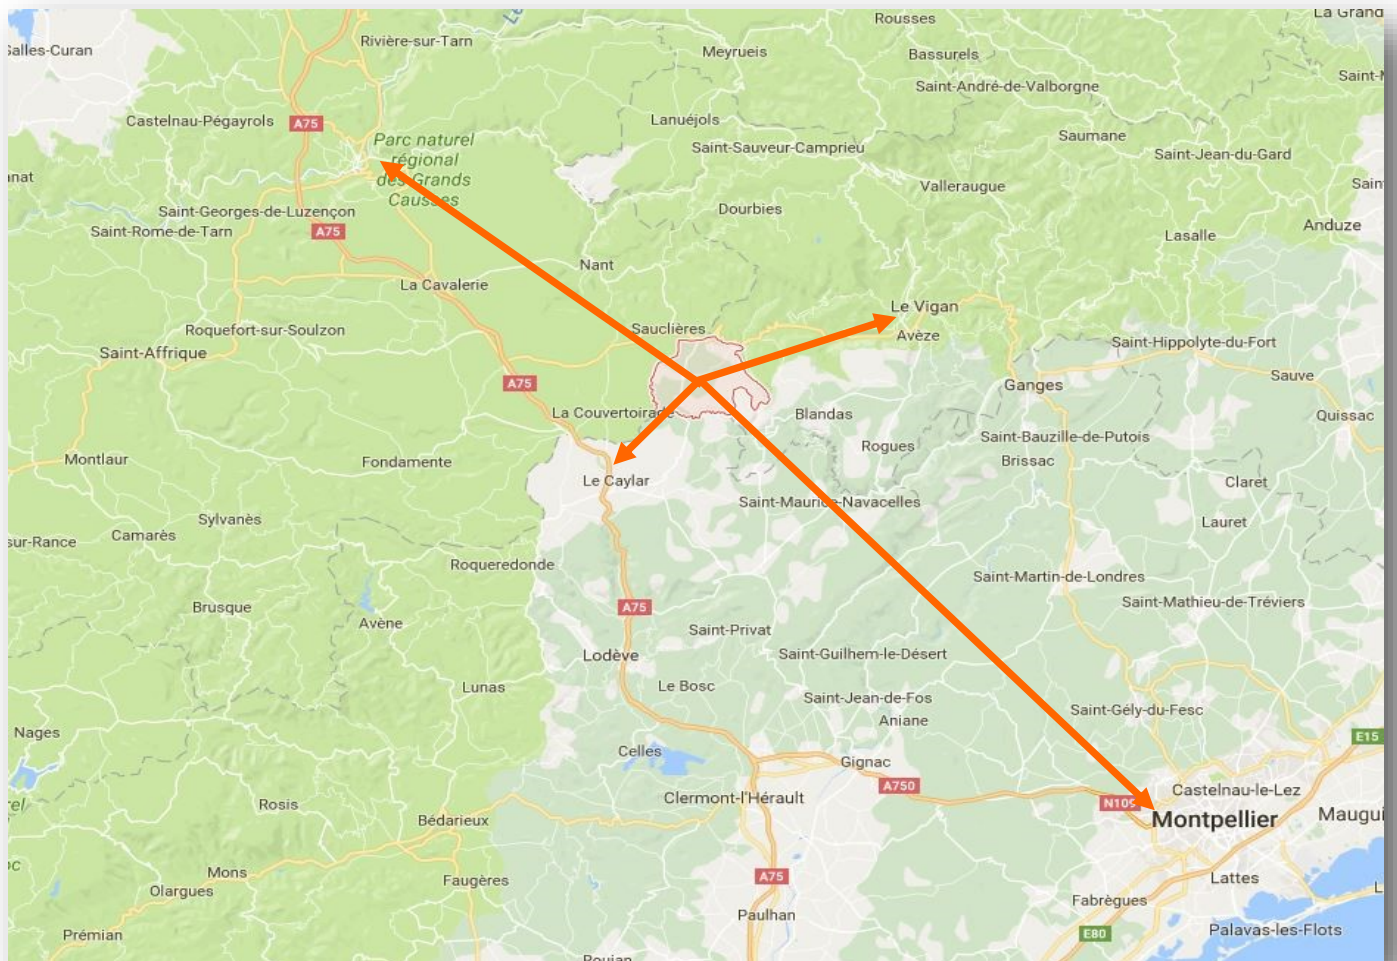 Rousses
La Grand
Salles-Curan
Rivière-sur-Tarn
Meyrueis
Bassurels
Saint-André-de-Valborgne
Castelnau-Pégayrols
A75
Lanuéjols
Saumane
Parc naturel
régional
des Grands
Causses
Saint-Sauveur-Camprieu
Saint-Jean-du-Gard
Valleraugue
Saint-Georges-de-Luzençon
Dourbies
Saint-Rome-de-Tarn
A75
Lasalle
Anduze
Nant
La Cavalerie
Le Vigan
Roquefort-sur-Soulzon
Sauclières
Avèze
Saint-Affrique
Saint-Hippolyte-du-Fort
A75
Ganges
Sauve
La Couvertoirade
Blandas
Quissac
Rogues
Saint-Bauzille-de-Putois
Montlaur
Fondamente
Brissac
Le Caylar
Claret
Saint-Maurice-Navacelles
Sylvanès
Lauret
sur-Rance
Camarès
Roqueredonde
Saint-Martin-de-Londres
Brusque
A75
Saint-Mathieu-de-Tréviers
Avène
Saint-Privat
Lodève
Saint-Guilhem-le-Désert
Lunas
Le Bosc
Saint-Jean-de-Fos
Saint-Gély-du-Fesc
Aniane
Nages
E15
Celles
Gignac
A750
Castelnau-le-Lez
Clermont-l'Hérault
N109
Rosis
Montpellier
Maugui
Bédarieux
Mons
A75
Lattes
Olargues
Faugères
Fabrègues
Paulhan
Prémian
E80
Palavas-les-Flots